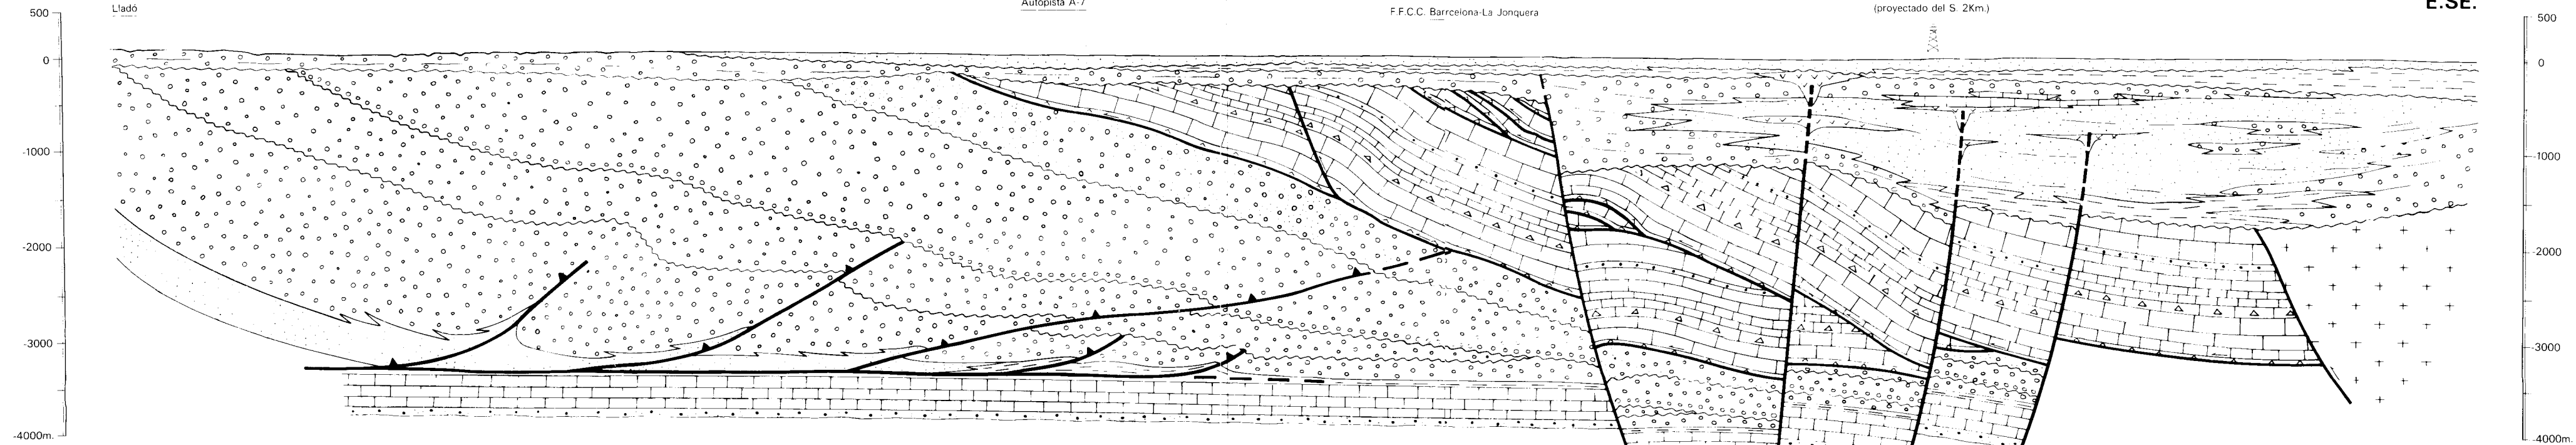 Lladó
Autopista A-7
F.F.C.C. Barrcelona-La Jonquera
(proyectado del S. 2Km.)
E.SE.
500
0
-1000
-2000
-3000
-4000m.
500
0
-1000
-2000
-3000
-4000m.